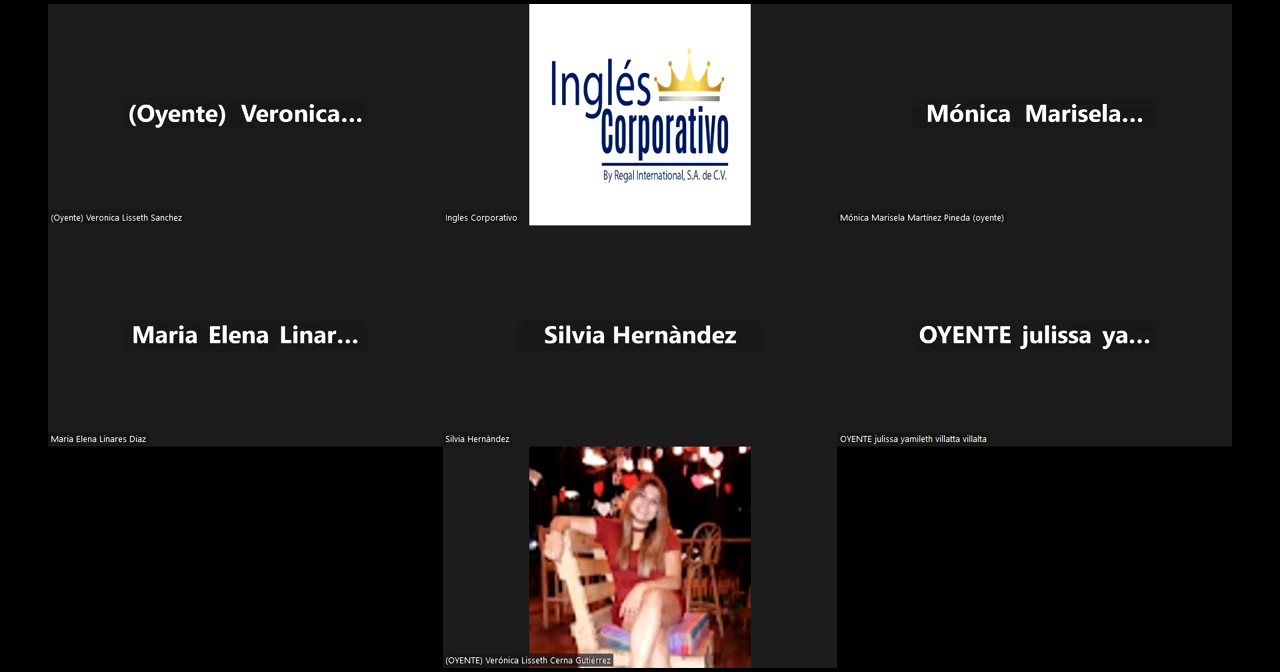 (Oyente) Veronica...
(Oyente) Veronica Lisseth Sanchez
Inglés
Corporativo
By Regal International, S.A. de C.V.
Ingles Corporativo
Mónica Marisela...
Mónica Marisela Martínez Pineda (oyente)
Maria Elena Linar...
Maria Elena Linares Diaz
Silvia Hernàndez
Silvia Hernàndez
OYENTE julissa ya...
OYENTE julissa yamileth villatta villalta
(OYENTE) Verónica Lisseth Cerna Gutiérrez